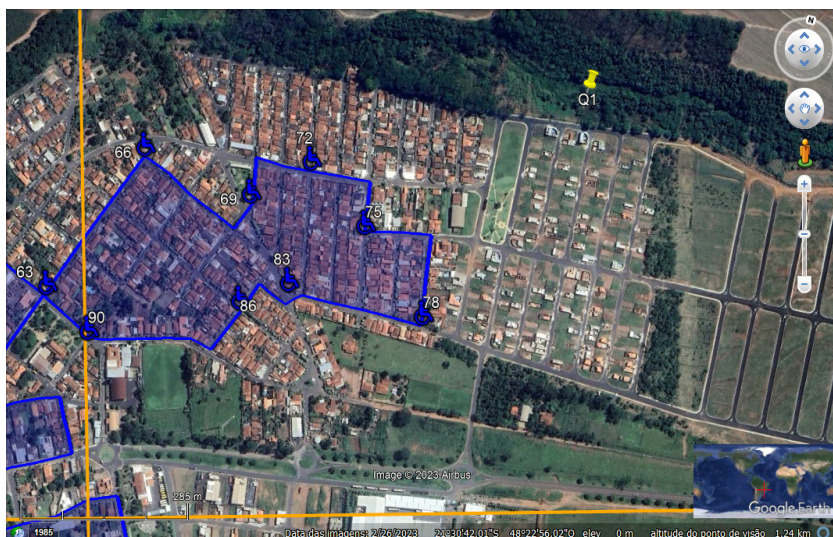 N
Q1
72
66
69
75
83
63
86
78
90
Image © 2023 Airbus
285 m
Google Earth
1985
Data das imagens: 2/26/2023 21°30'42.01"S 48°22'56.02"O elev 0 m altitude do ponto de visão 1.24 km